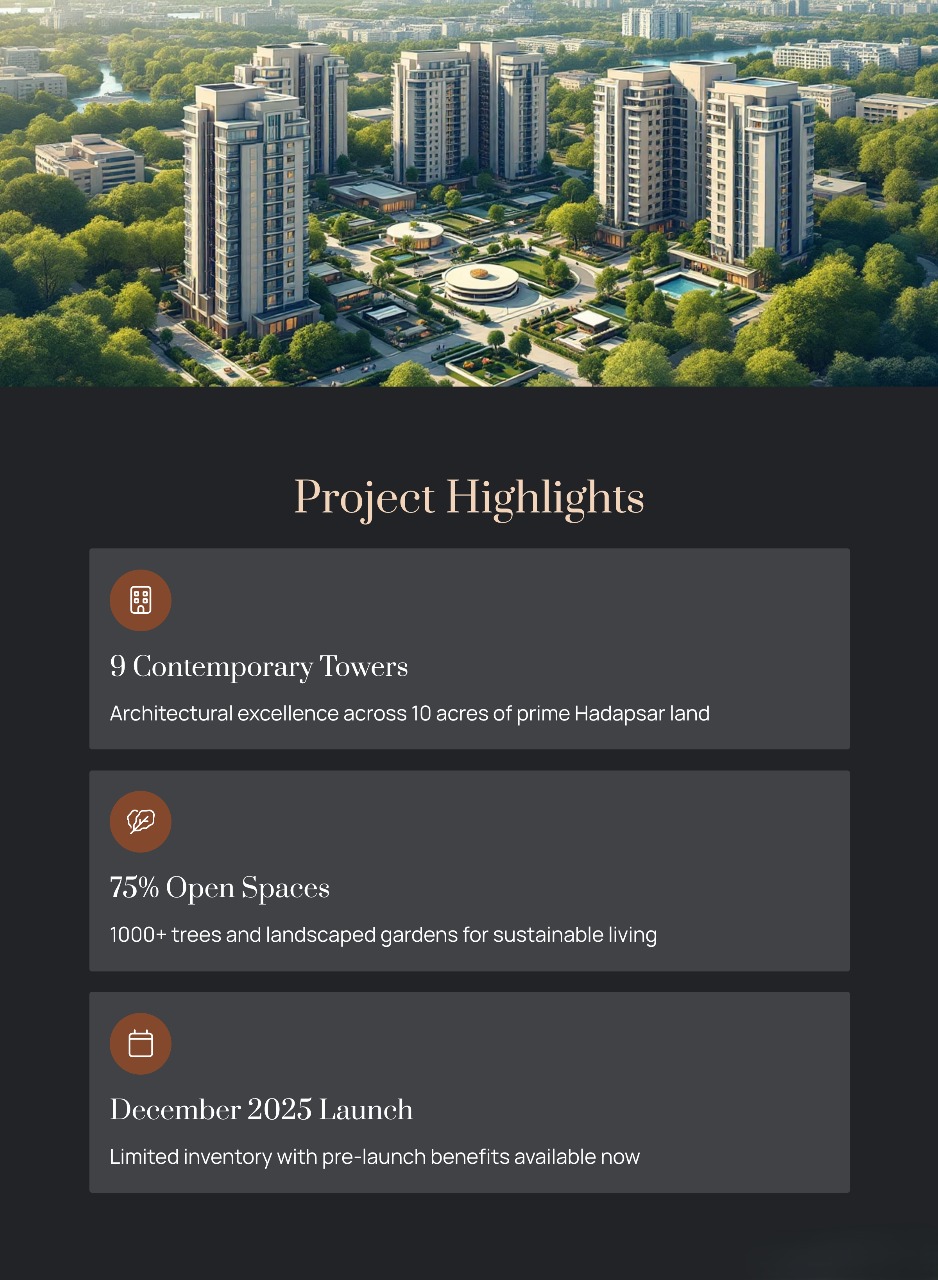 Project Highlights
9 Contemporary Towers
Architectural excellence across 10 acres of prime Hadapsar land
75% Open Spaces
1000+ trees and landscaped gardens for sustainable living
December 2025 Launch
Limited inventory with pre-launch benefits available now